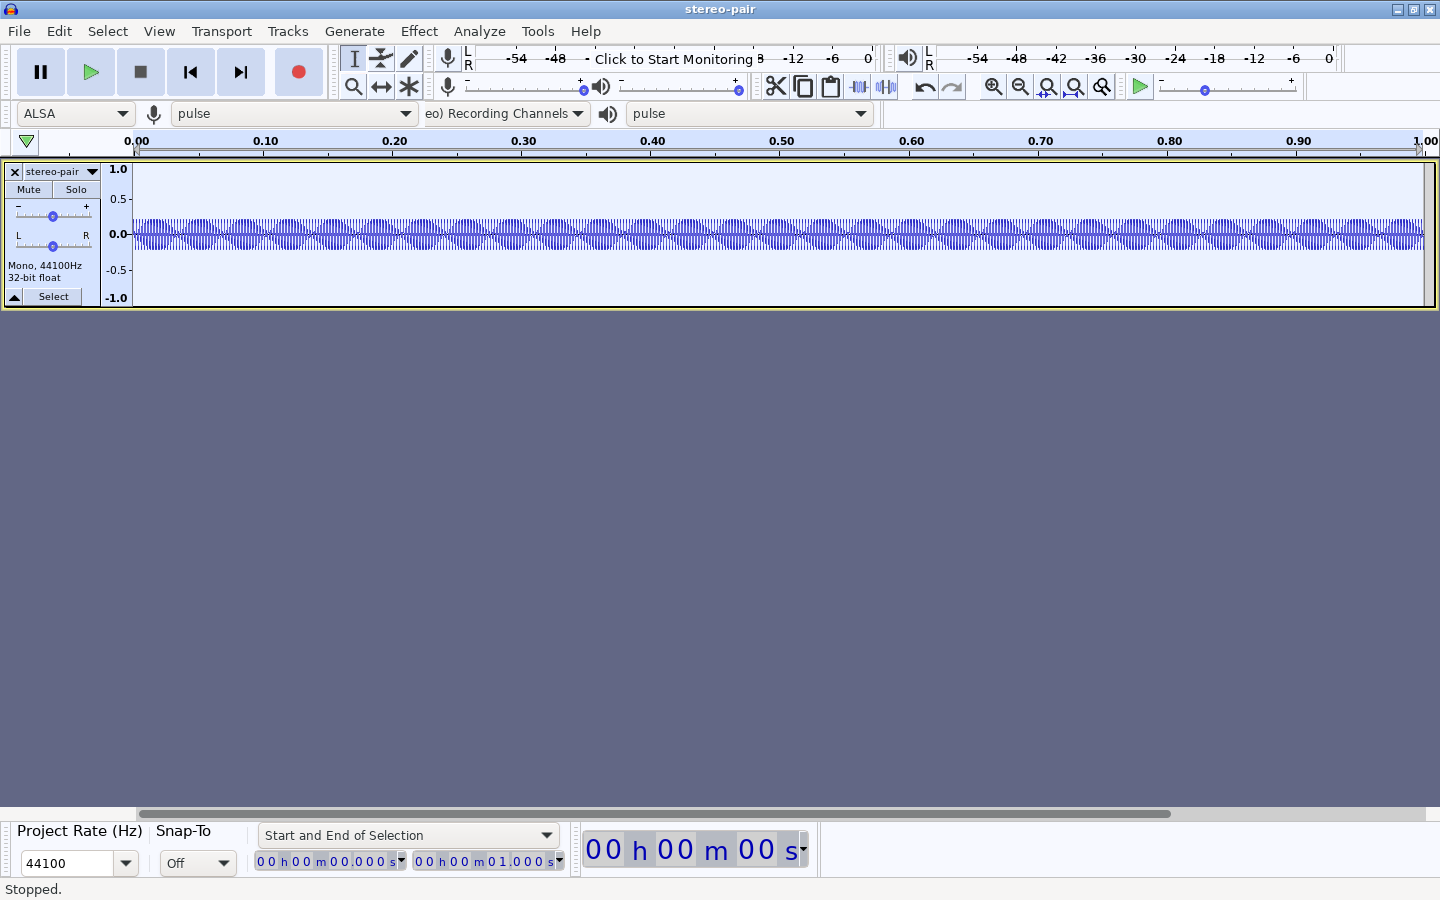 stereo-pair
File Edit Select View Transport Tracks Generate Effect Analyze Tools Help
L
R
-54 -48 - Click to Start Monitoring -12 -6 0
L
R
-54 -48 -42 -36 -30 -24 -18 -12 -6 0
- +
- +
- +
ALSA pulse eo) Recording Channels pulse
0.00 0.10 0.20 0.30 0.40 0.50 0.60 0.70 0.80 0.90 1.00
stereo-pair
Mute Solo
- +
L R
Mono, 44100Hz
32-bit float
Select
1.0
0.5
0.0
-0.5
-1.0
Project Rate (Hz) Snap-To
Start and End of Selection
44100 Off
00 h 00 m 00.000 s 00 h 00 m 01.000 s
00 h 00 m 00 s
Stopped.